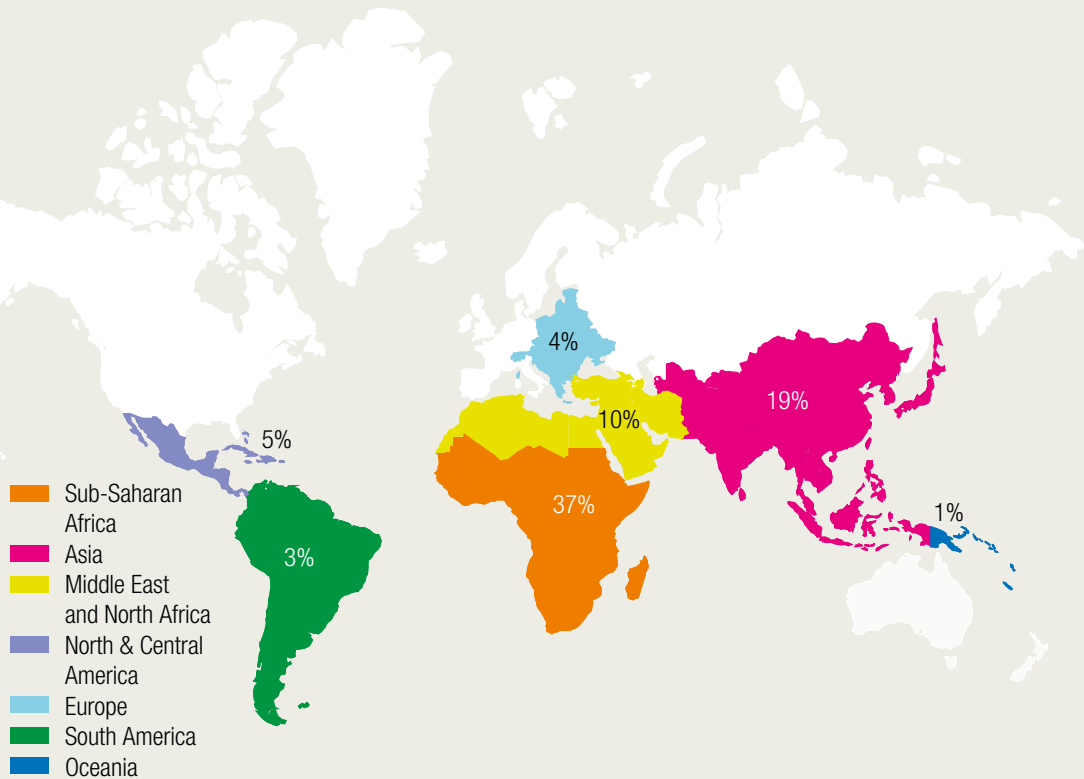 4%
19%
10%
5%
37%
1%
3%
Sub-Saharan
Africa
Asia
Middle East
and North Africa
North & Central
America
Europe
South America
Oceania